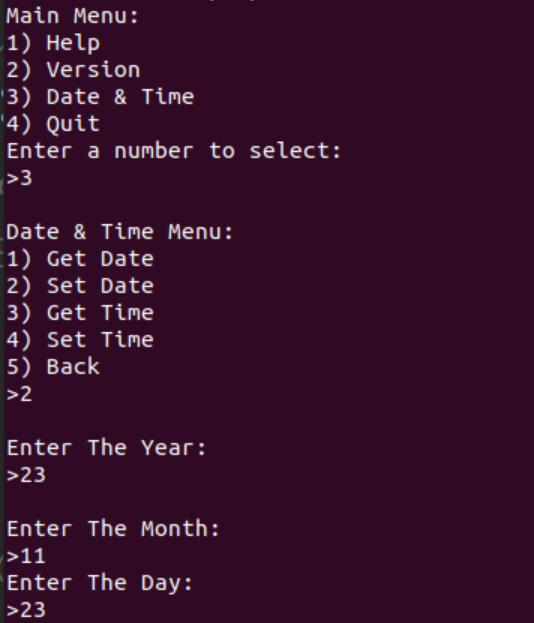 Main Menu:
1) Help
2) Version
3) Date & Time
4) Quit
Enter a number to select:
>3
Date & Time Menu:
1) Get Date
2) Set Date
3) Get Time
4) Set Time
5) Back
>2
Enter The Year:
>23
Enter The Month:
>11
Enter The Day:
>23